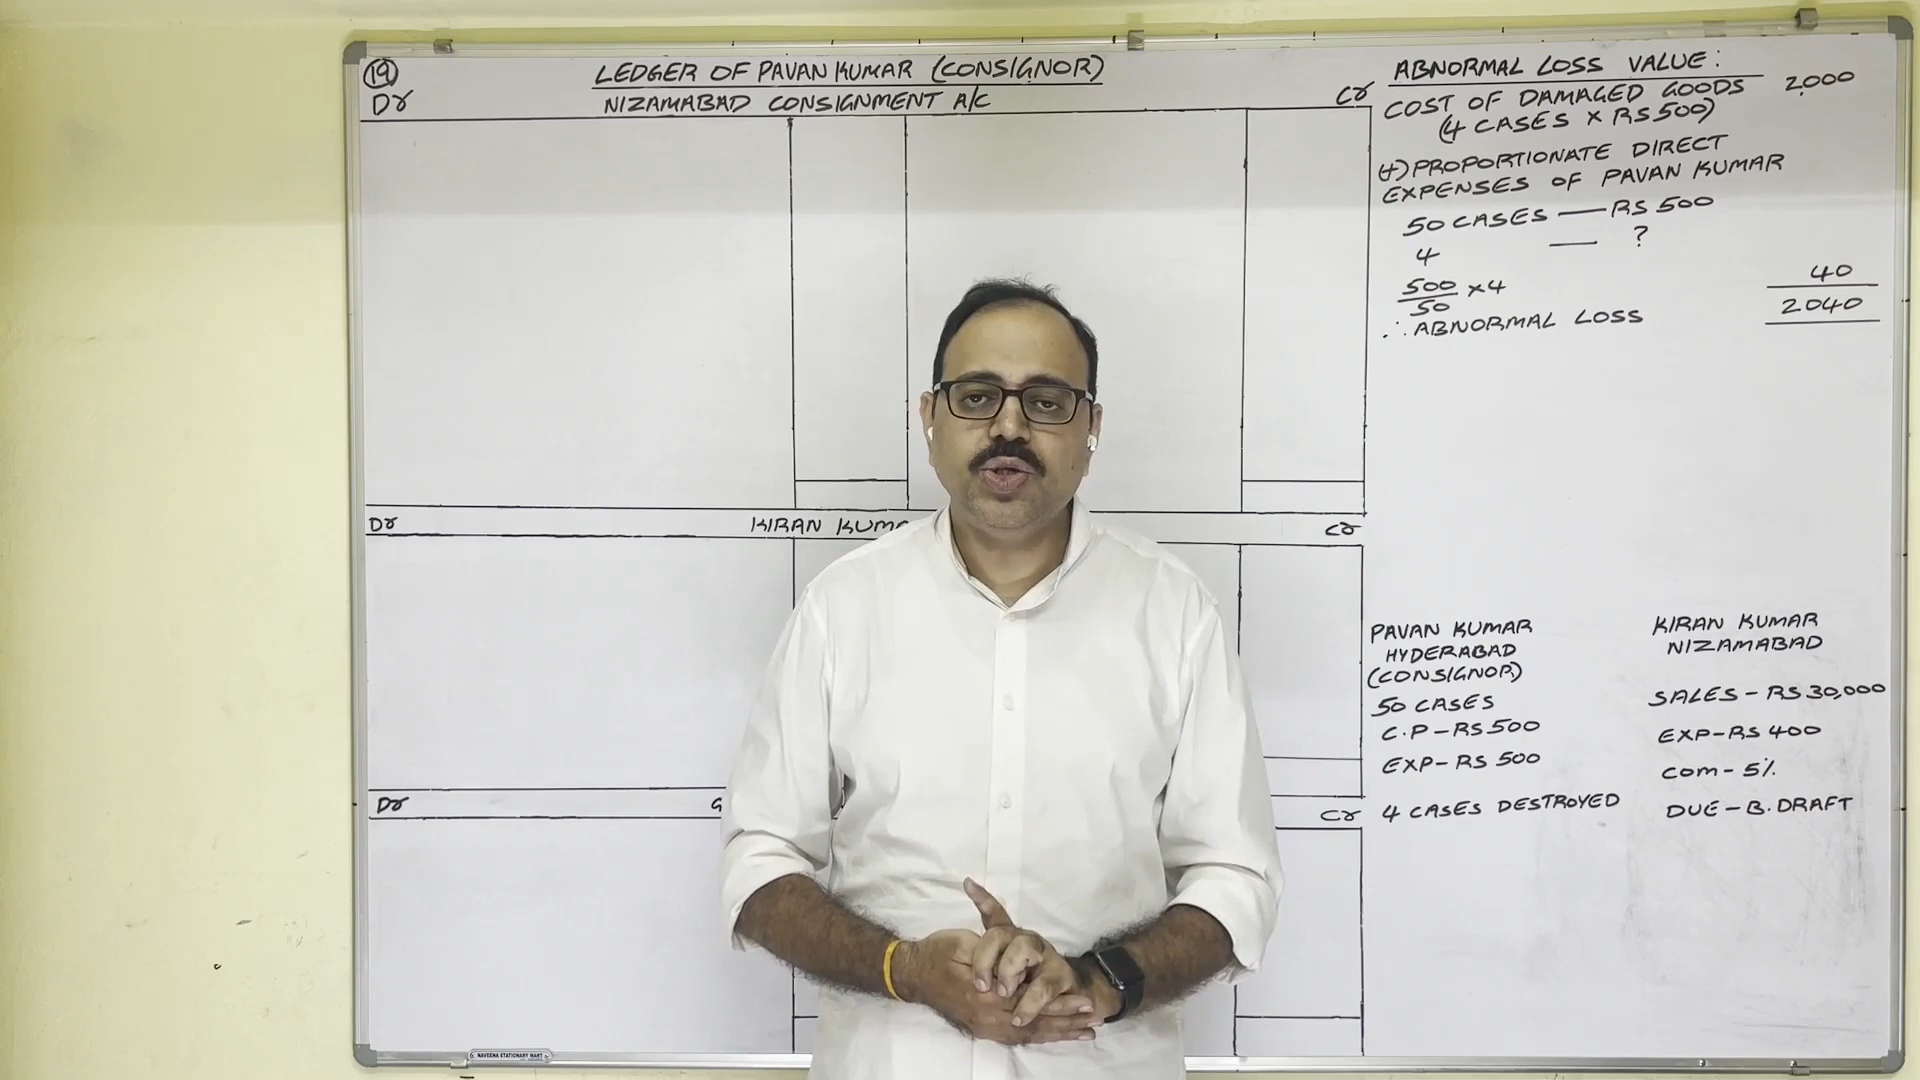 19
LEDGER OF PAVAN KUMAR (CONSIGNOR)
Dr NIZAMABAD CONSIGNMENT A/C Cr
Dr KIRAN KUMA Cr
Dr G Cr
ABNORMAL LOSS VALUE:
COST OF DAMAGED GOODS 2,000
(4 CASES X RS 500)
(+) PROPORTIONATE DIRECT
EXPENSES OF PAVAN KUMAR
50 CASES — RS 500
4 — ?
500/50 x4 40
∴ ABNORMAL LOSS 2040
PAVAN KUMAR
HYDERABAD
(CONSIGNOR)
50 CASES
C.P - RS 500
EXP - RS 500
4 CASES DESTROYED
KIRAN KUMAR
NIZAMABAD
SALES - RS 30,000
EXP - RS 400
COM - 5%
DUE - B. DRAFT
NAVEENA STATIONARY MART